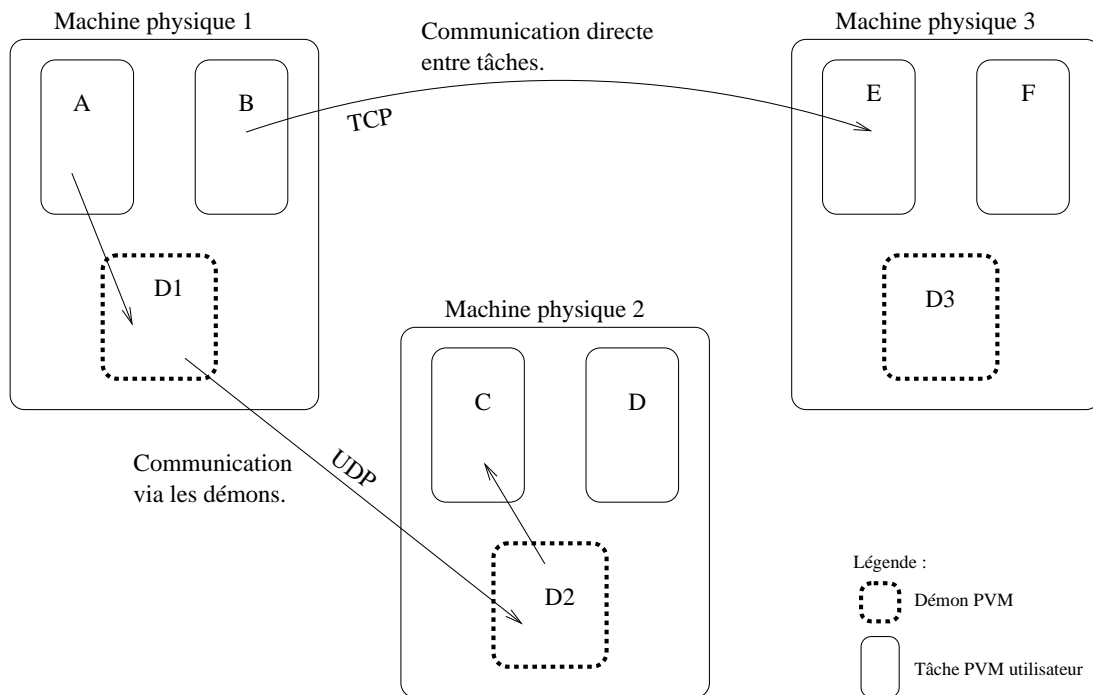 Machine physique 1
A
B
D1
Communication directe
entre tâches.
TCP
Machine physique 3
E
F
D3
Machine physique 2
C
D
D2
Communication
via les démons.
UDP
Légende :
Démon PVM
Tâche PVM utilisateur